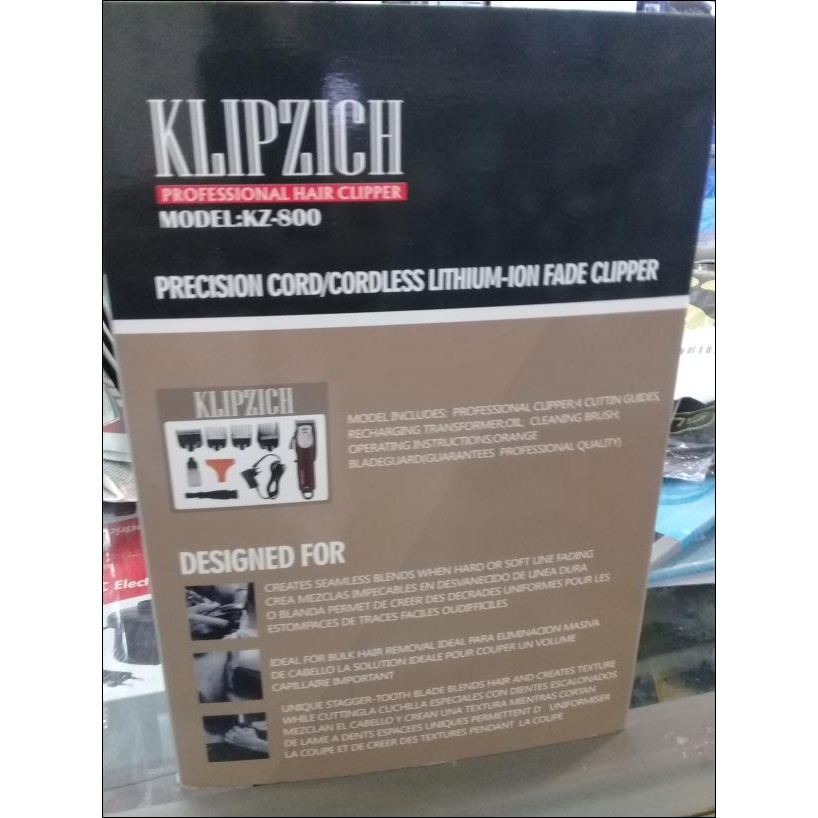 KLIPZICH
PROFESSIONAL HAIR CLIPPER
MODEL:KZ-800
PRECISION CORD/CORDLESS LITHIUM-ION FADE CLIPPER
KLIPZICH
MODEL INCLUDES: PROFESSIONAL CLIPPER;4 CUTTIN GUIDES,
RECHARGING TRANSFORMER;OIL; CLEANING BRUSH;
OPERATING INSTRUCTIONS;ORANGE
BLADEGUARD(GUARANTEES PROFESSIONAL QUALITY)
DESIGNED FOR
CREATES SEAMLESS BLENDS WHEN HARD OR SOFT LINE FADING
CREA MEZCLAS IMPECABLES EN DESVANECIDO DE LINEA DURA
O BLANDA PERMET DE CREER DES DECRADES UNIFORMES POUR LES
ESTOMPACES DE TRACES FACILES OUDIFFICILES
IDEAL FOR BULK HAIR REMOVAL IDEAL PARA ELIMINACION MASIVA
DE CABELLO LA SOLUTION IDEALE POUR COUPER UN VOLUME
CAPILLAIRE IMPORTANT
UNIQUE STAGGER-TOOTH BLADE BLENDS HAIR AND CREATES TEXTURE
WHILE CUTTINGLA CUCHILLA ESPECIALES CON DIENTES ESCALONADOS
MEZCLAN EL CABELLO Y CREAN UNA TEXTURA MIENTRAS CORTAN
DE LAME A DENTS ESPACEES UNIQUES PERMETTENT D' UNIFORMISER
LA COUPE ET DE CREER DES TEXTURES PENDANT LA COUPE
Elect